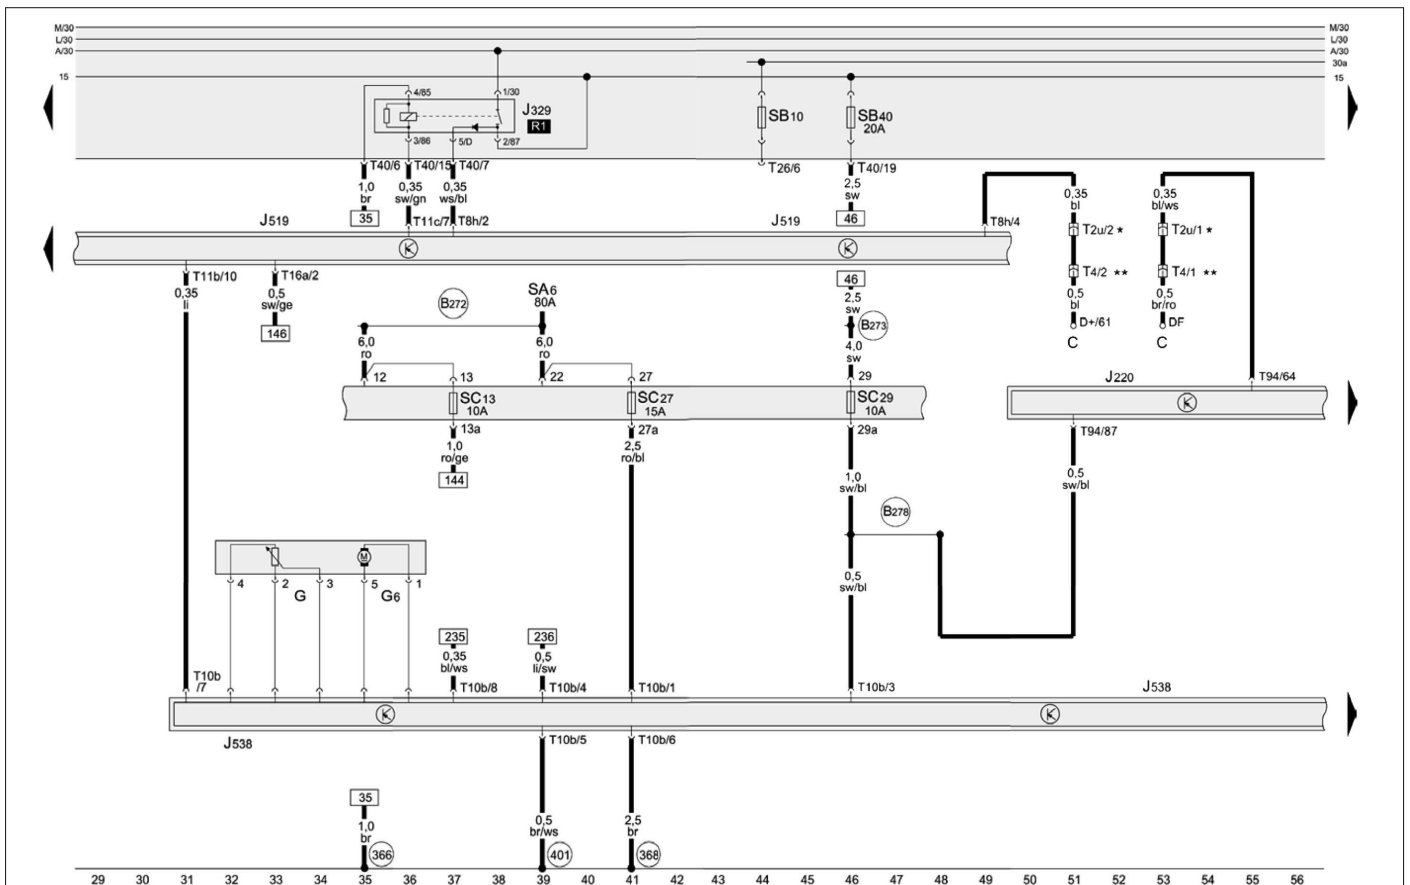 M/30 M/30
L/30 L/30
A/30 A/30
30a
15 15
4/85 1/30
J329
R1
SB10 SB40
20A
3/86 5/D 2/87
T40/6 T40/15 T40/7 T26/6 T40/19
1,0 0,35 0,35 2,5 0,35 0,35
br sw/gn ws/bl sw bl bl/ws
35 46
J519 T11c/7 T8h/2 J519 T8h/4
T2u/2 * T2u/1 *
T11b/10 T16a/2 T4/2 ** T4/1 **
0,35 0,5 46 0,5 0,5
li sw/ge 2,5 bl br/ro
sw
146 B272 SA6 B273 D+/61 DF
80A C C
6,0 6,0 4,0
ro ro sw
12 13 22 27 29 J220 T94/64
SC13 SC27 SC29
10A 15A 10A
13a 27a 29a T94/87
1,0 2,5
ro/ge ro/bl
144 1,0 0,5
sw/bl sw/bl
B278
M
4 2 3 5 1
G G6
0,5
sw/bl
235 236
0,35 0,5
bl/ws li/sw
T10b
/7 T10b/8 T10b/4 T10b/1 T10b/3 J538
J538 T10b/5 T10b/6
35
1,0 0,5 2,5
br br/ws br
366 401 368
29 30 31 32 33 34 35 36 37 38 39 40 41 42 43 44 45 46 47 48 49 50 51 52 53 54 55 56